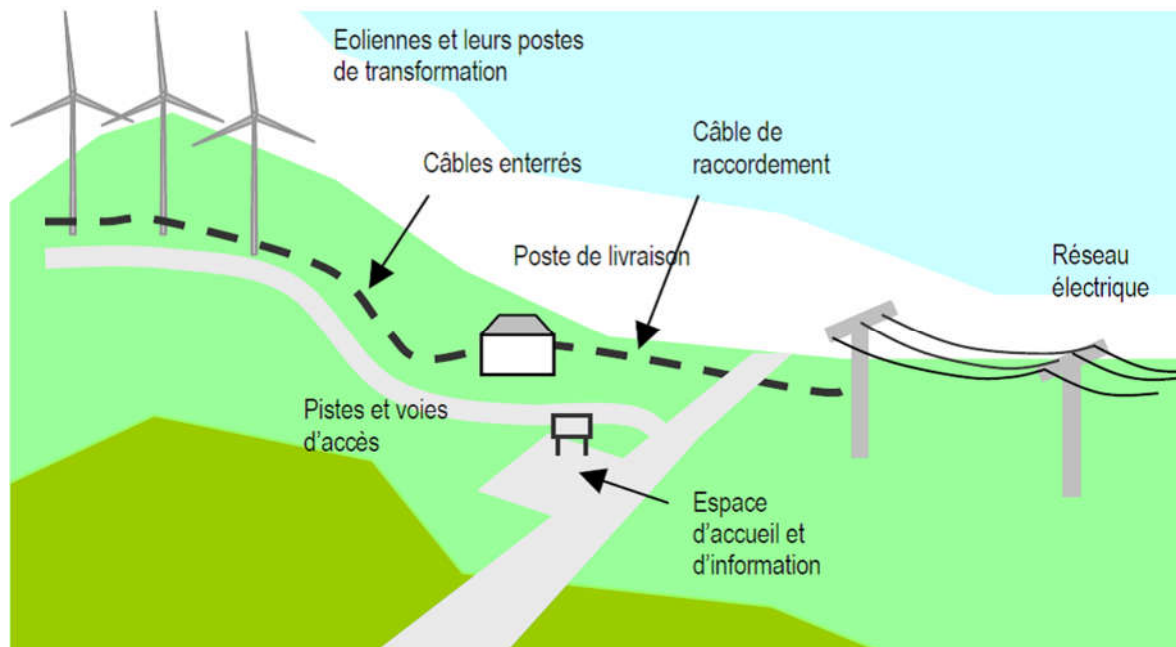 Eoliennes et leurs postes
de transformation
Câbles enterrés
Câble de
raccordement
Poste de livraison
Réseau
électrique
Pistes et voies
d'accès
Espace
d'accueil et
d'information